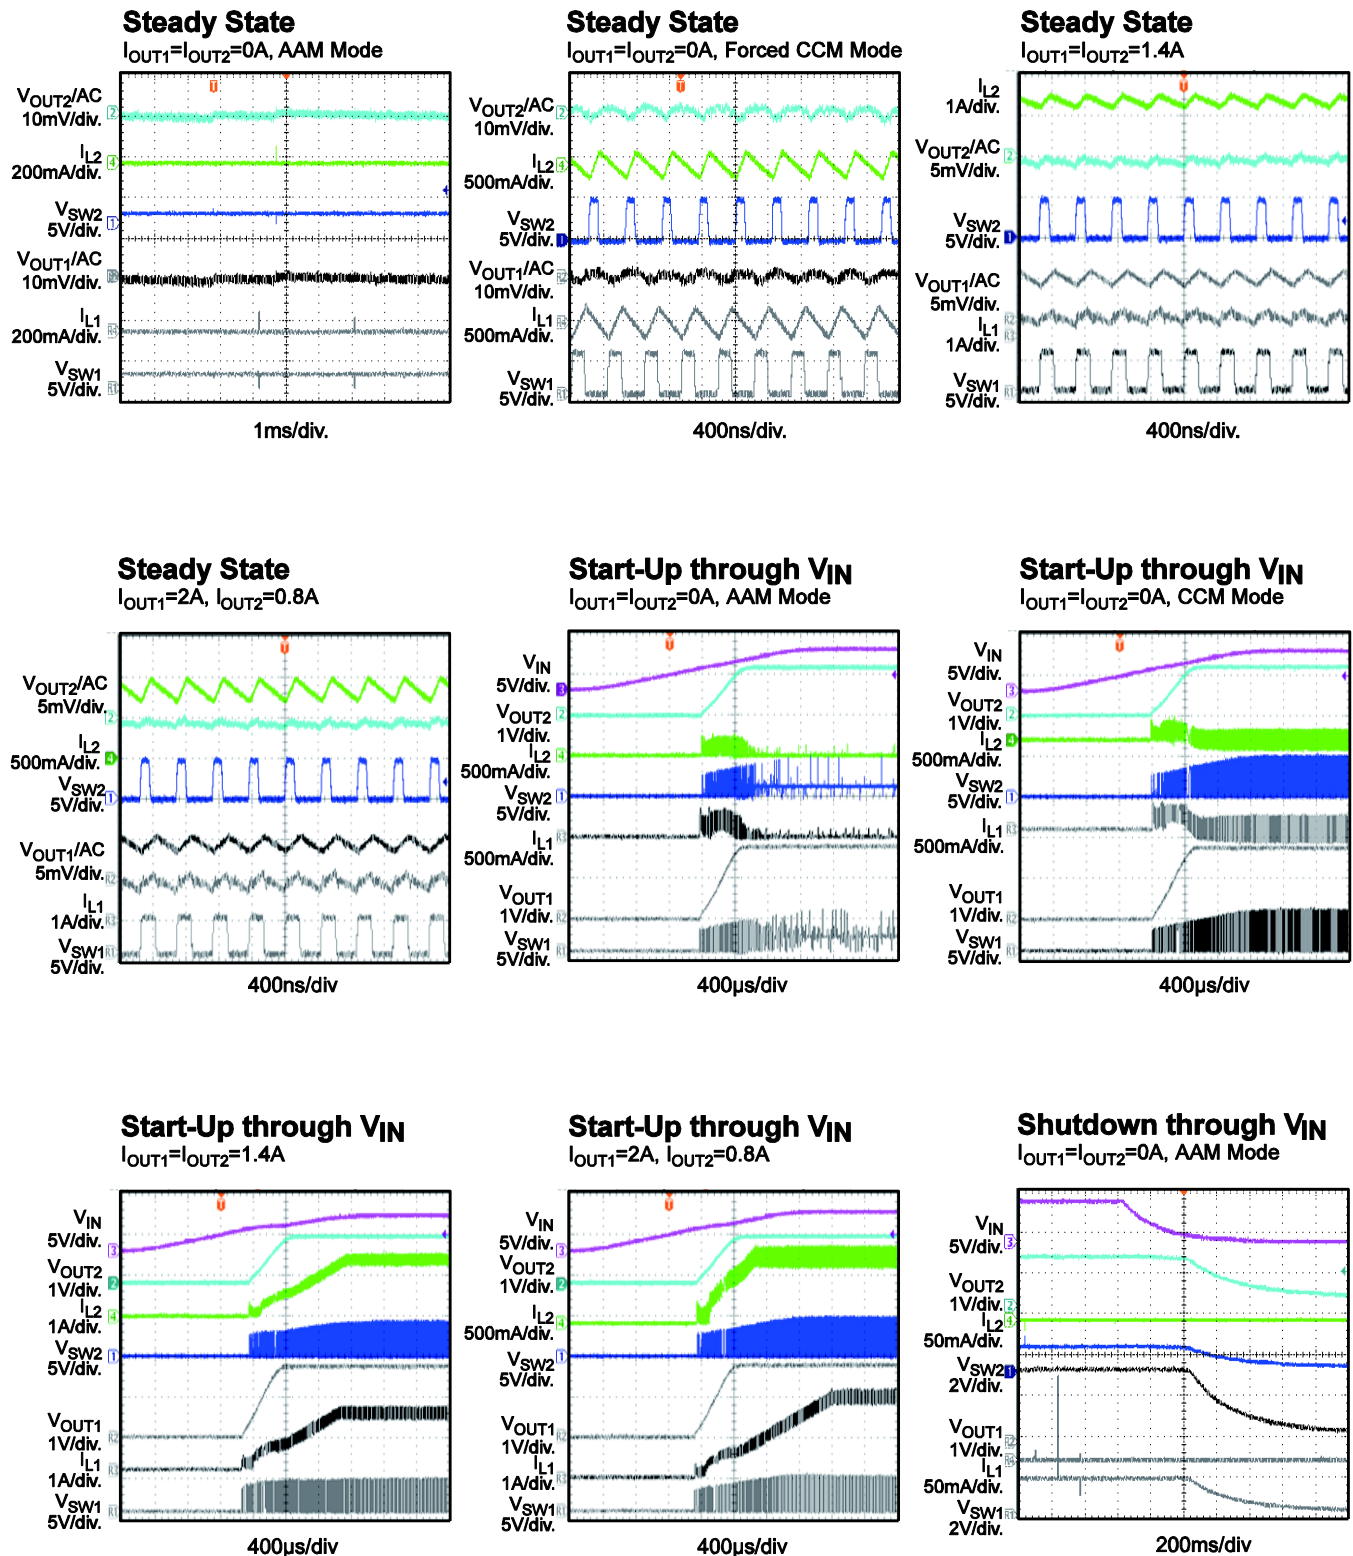 Steady State
IOUT1=IOUT2=0A, AAM Mode
VOUT2/AC
10mV/div.
IL2
200mA/div.
VSW2
5V/div.
VOUT1/AC
10mV/div.
IL1
200mA/div.
VSW1
5V/div.
1ms/div.
Steady State
IOUT1=IOUT2=0A, Forced CCM Mode
VOUT2/AC
10mV/div.
IL2
500mA/div.
VSW2
5V/div.
VOUT1/AC
10mV/div.
IL1
500mA/div.
VSW1
5V/div.
400ns/div.
Steady State
IOUT1=IOUT2=1.4A
IL2
1A/div.
VOUT2/AC
5mV/div.
VSW2
5V/div.
VOUT1/AC
5mV/div.
IL1
1A/div.
VSW1
5V/div.
400ns/div.
Steady State
IOUT1=2A, IOUT2=0.8A
VOUT2/AC
5mV/div.
IL2
500mA/div.
VSW2
5V/div.
VOUT1/AC
5mV/div.
IL1
1A/div.
VSW1
5V/div.
400ns/div
Start-Up through VIN
IOUT1=IOUT2=0A, AAM Mode
VIN
5V/div.
VOUT2
1V/div.
IL2
500mA/div.
VSW2
5V/div.
IL1
500mA/div.
VOUT1
1V/div.
VSW1
5V/div.
400µs/div
Start-Up through VIN
IOUT1=IOUT2=0A, CCM Mode
VIN
5V/div.
VOUT2
1V/div.
IL2
500mA/div.
VSW2
5V/div.
IL1
500mA/div.
VOUT1
1V/div.
VSW1
5V/div.
400µs/div
Start-Up through VIN
IOUT1=IOUT2=1.4A
VIN
5V/div.
VOUT2
1V/div.
IL2
1A/div.
VSW2
5V/div.
VOUT1
1V/div.
IL1
1A/div.
VSW1
5V/div.
400µs/div
Start-Up through VIN
IOUT1=2A, IOUT2=0.8A
VIN
5V/div.
VOUT2
1V/div.
IL2
500mA/div.
VSW2
5V/div.
VOUT1
1V/div.
IL1
1A/div.
VSW1
5V/div.
400µs/div
Shutdown through VIN
IOUT1=IOUT2=0A, AAM Mode
VIN
5V/div.
VOUT2
1V/div.
IL2
50mA/div.
VSW2
2V/div.
VOUT1
1V/div.
IL1
50mA/div.
VSW1
2V/div.
200ms/div